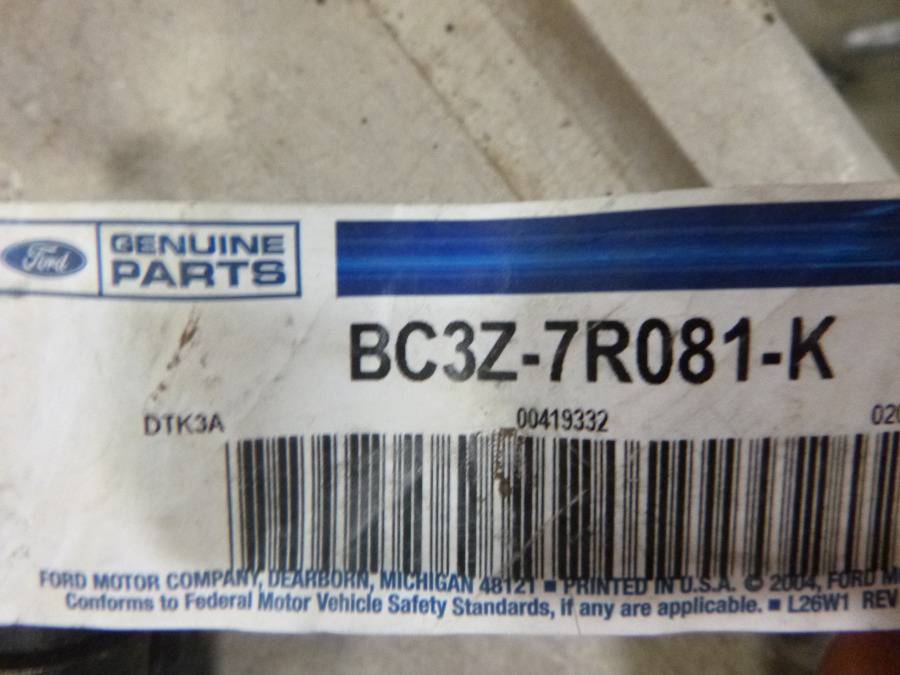 Ford GENUINE
PARTS
BC3Z-7R081-K
DTK3A 00419332 020
FORD MOTOR COMPANY, DEARBORN, MICHIGAN 48121 ■ PRINTED IN U.S.A. © 2004, FORD M
Conforms to Federal Motor Vehicle Safety Standards, if any are applicable. ■ L26W1 REV